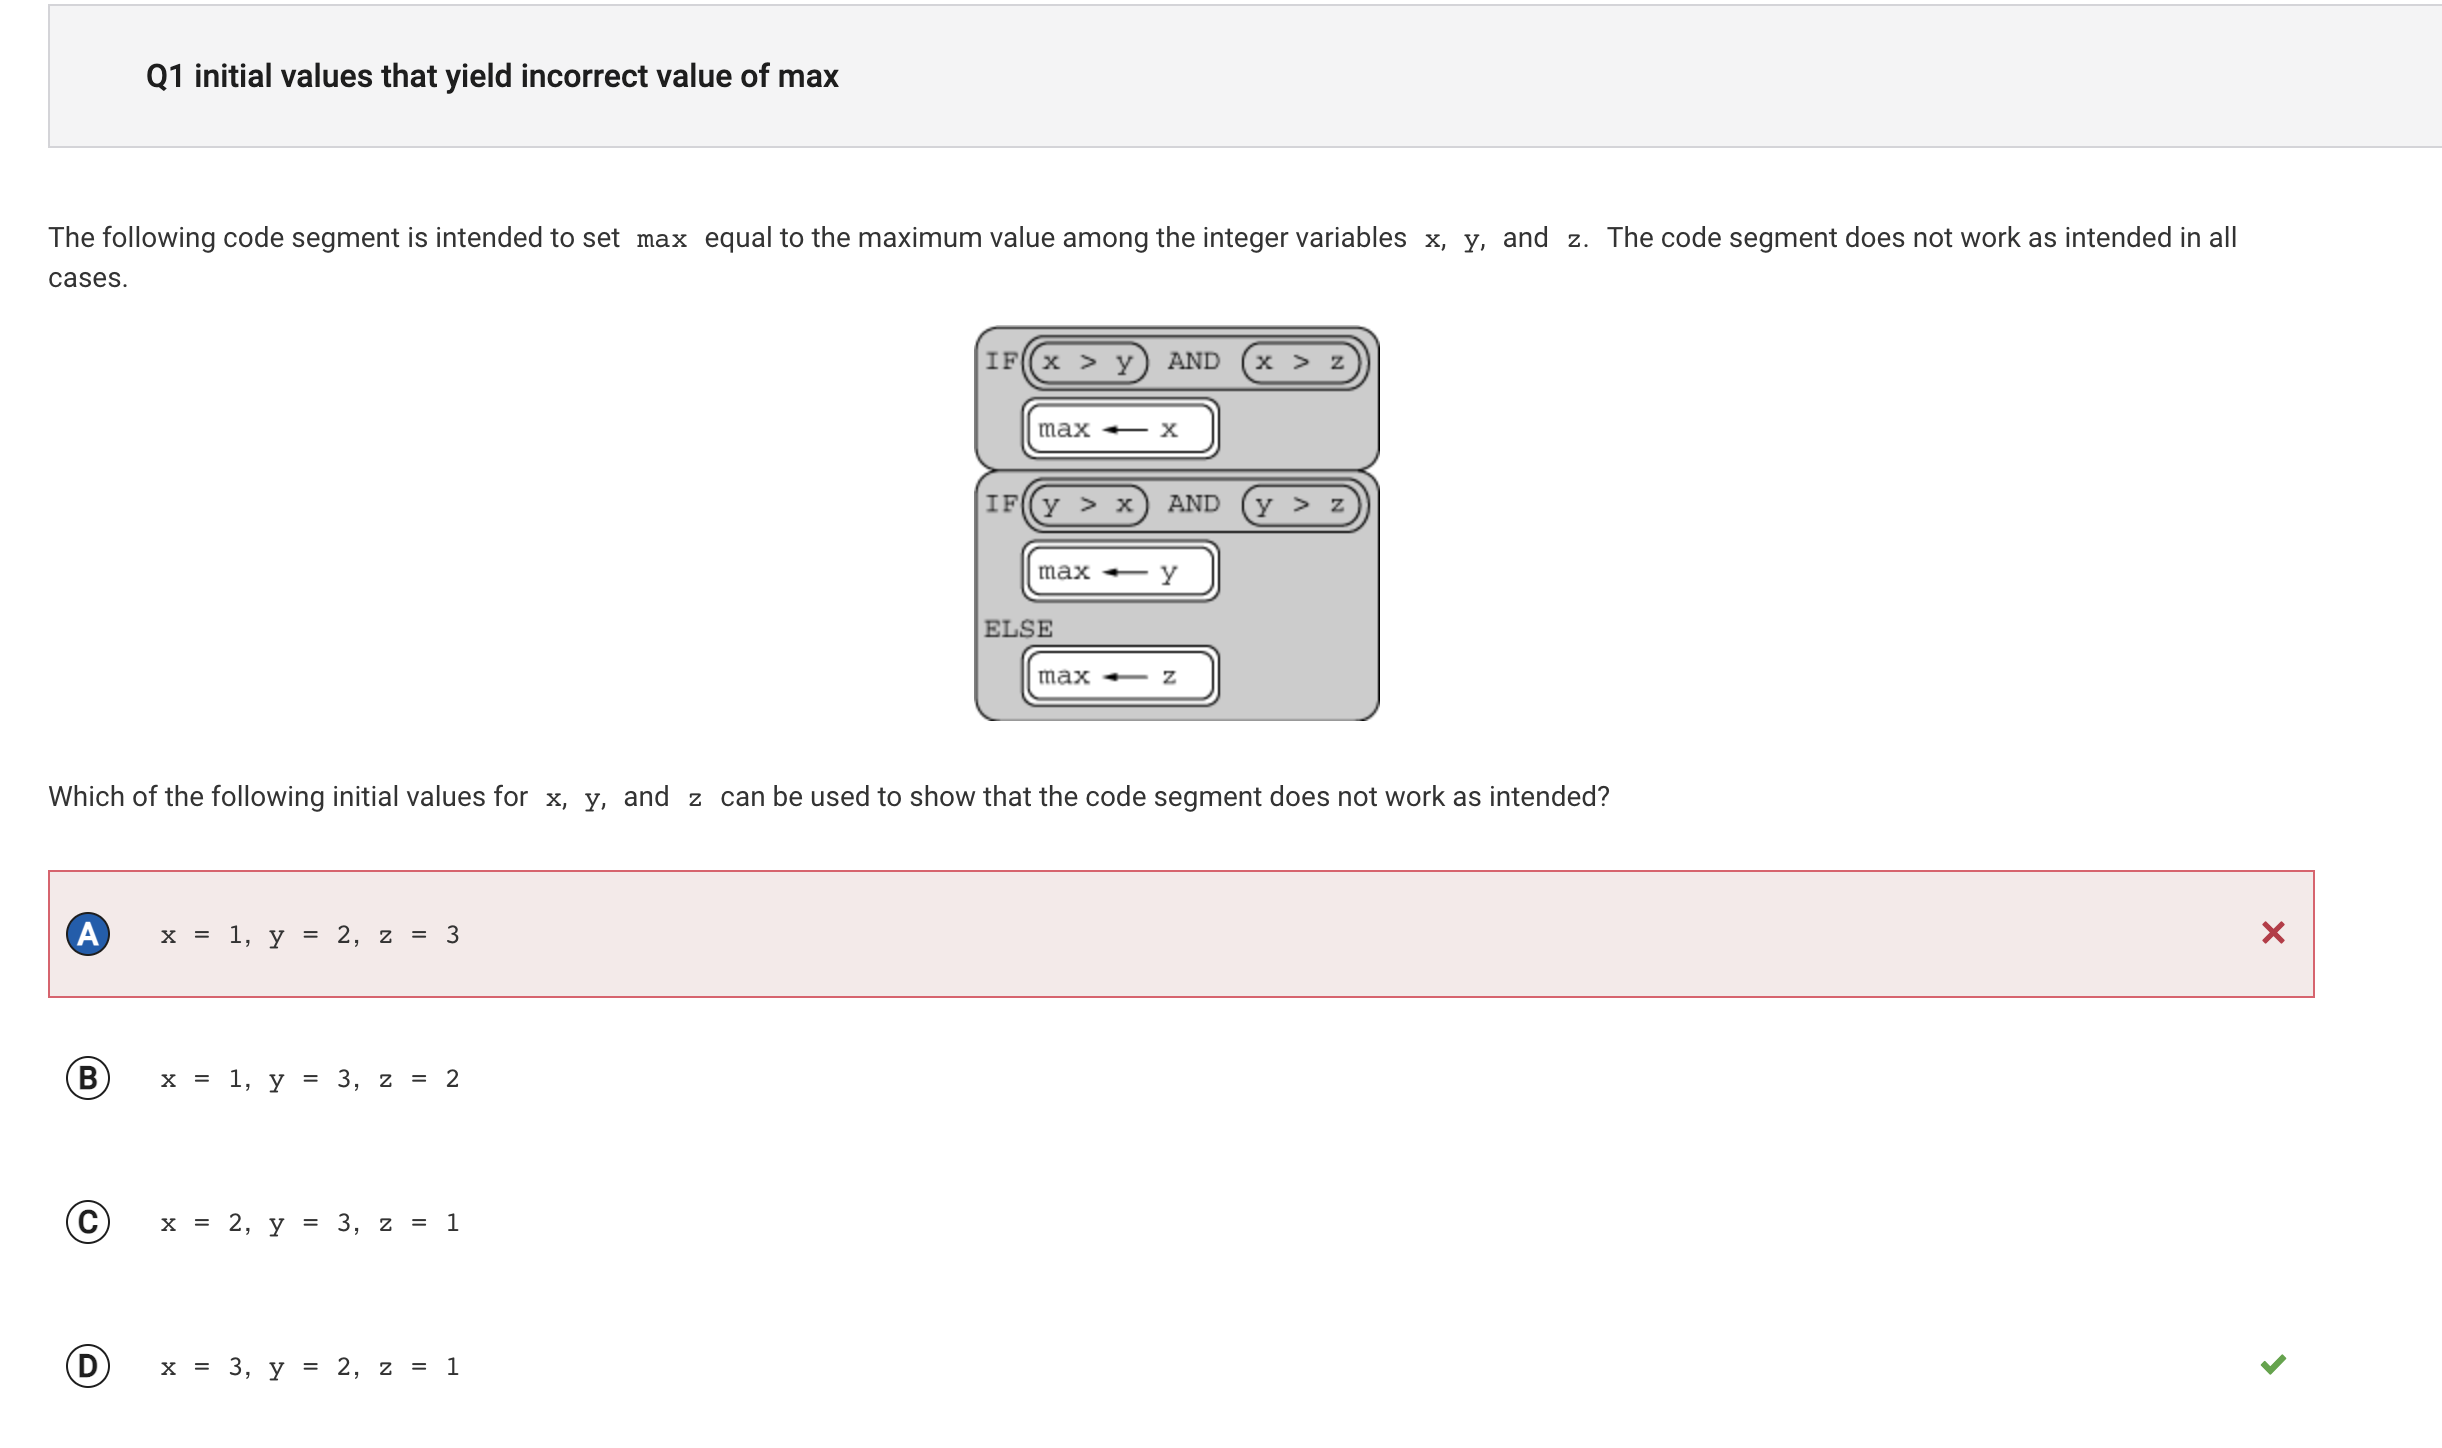 Q1 initial values that yield incorrect value of max
The following code segment is intended to set max equal to the maximum value among the integer variables x, y, and z. The code segment does not work as intended in all
cases.
IF x > y AND x > z
max ← x
IF y > x AND y > z
max ← y
ELSE
max ← z
Which of the following initial values for x, y, and z can be used to show that the code segment does not work as intended?
A x = 1, y = 2, z = 3
B x = 1, y = 3, z = 2
C x = 2, y = 3, z = 1
D x = 3, y = 2, z = 1